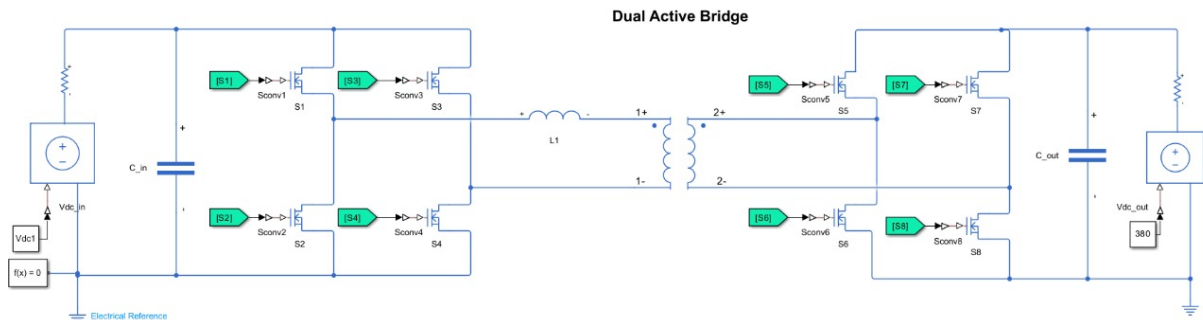 Dual Active Bridge
+
[S1]
Sconv1
S1
[S3]
Sconv3
S3
[S5]
Sconv5
S5
[S7]
Sconv7
S7
+
+ L1 -
1+
2+
1-
2-
+
C_in
-
+
C_out
-
+
-
Vdc_in
Vdc1
f(x) = 0
[S2]
Sconv2
S2
[S4]
Sconv4
S4
[S6]
Sconv6
S6
[S8]
Sconv8
S8
+
-
Vdc_out
380
Electrical Reference